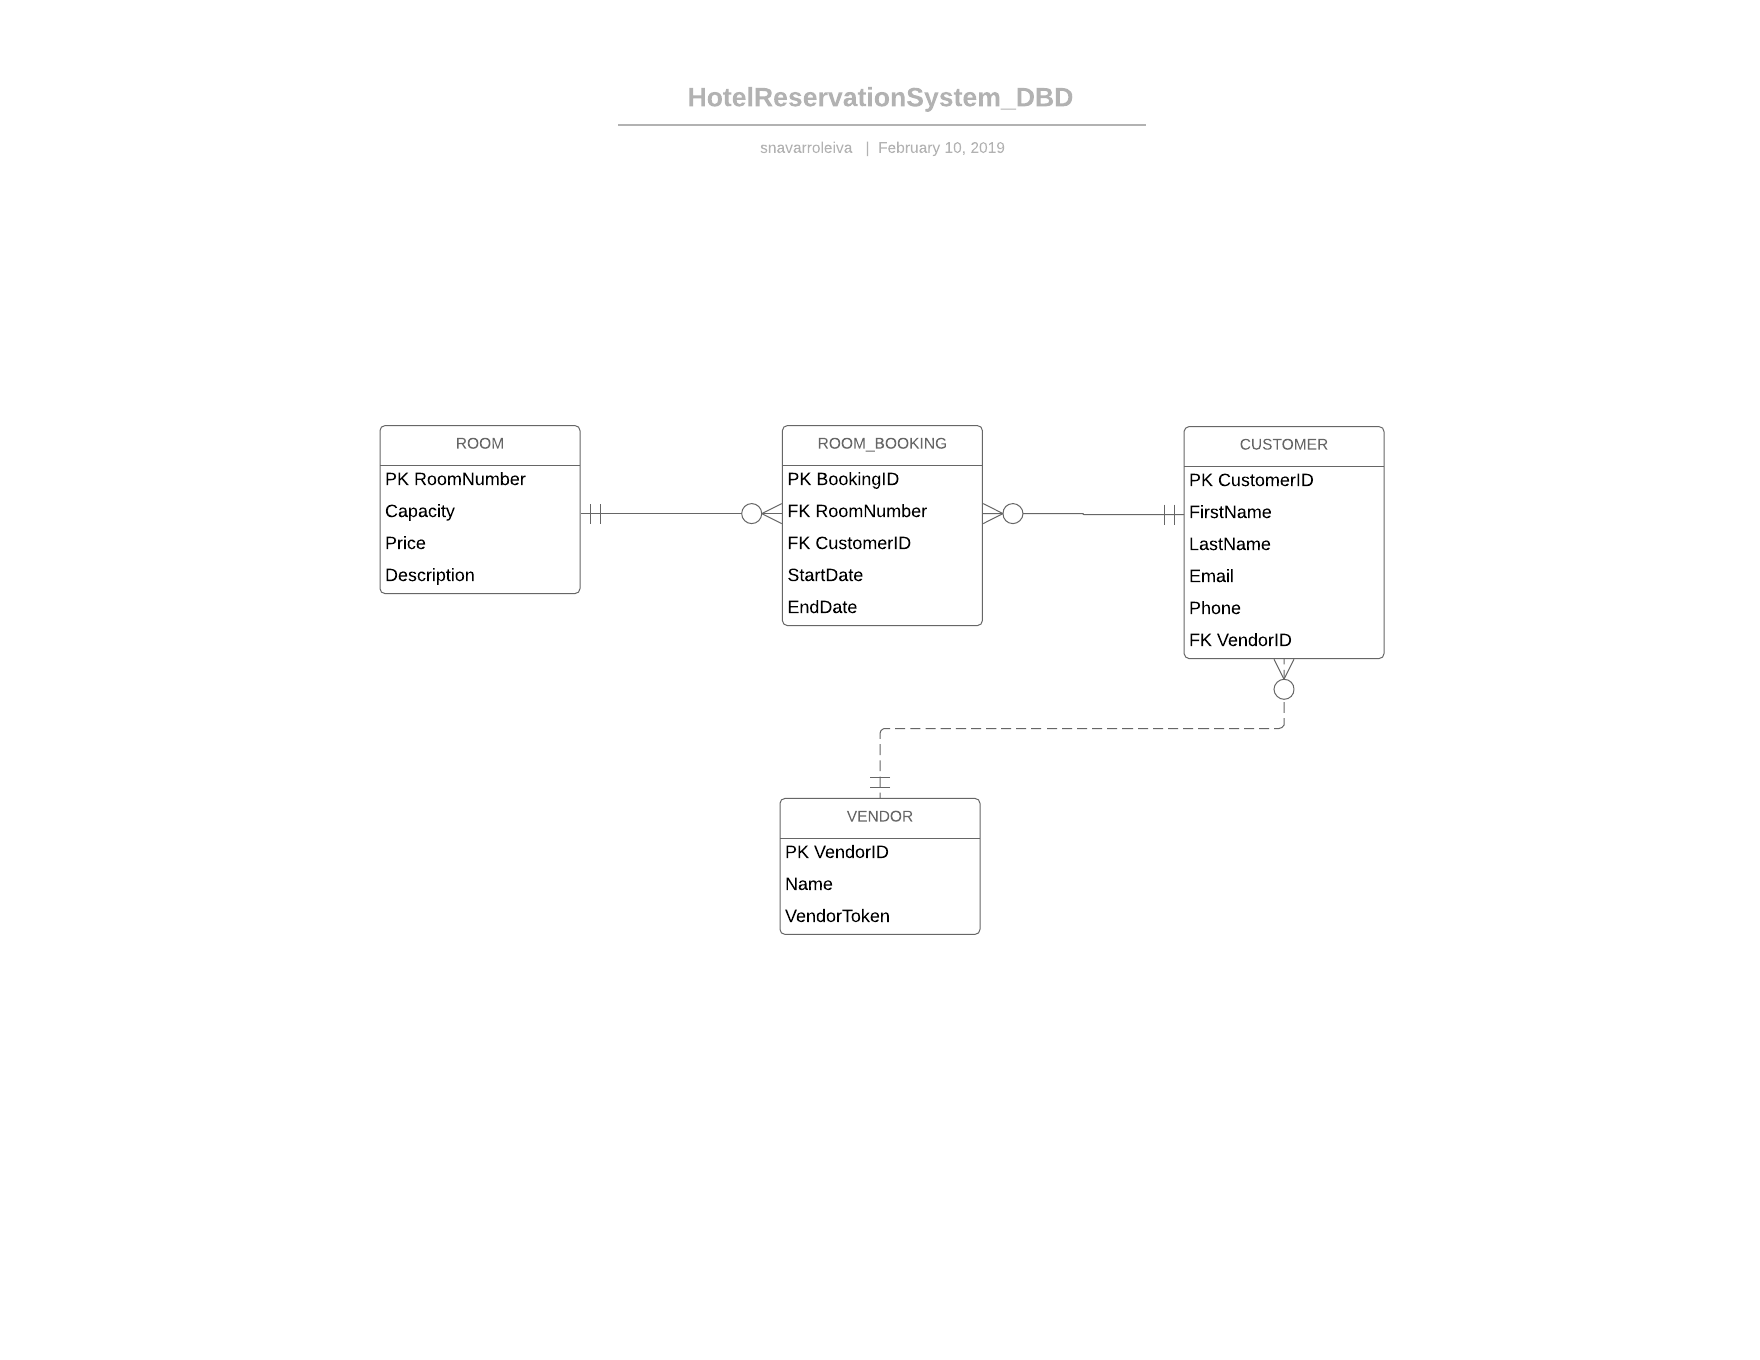 HotelReservationSystem_DBD
snavarroleiva | February 10, 2019
ROOM
PK RoomNumber
Capacity
Price
Description
ROOM_BOOKING
PK BookingID
FK RoomNumber
FK CustomerID
StartDate
EndDate
CUSTOMER
PK CustomerID
FirstName
LastName
Email
Phone
FK VendorID
VENDOR
PK VendorID
Name
VendorToken